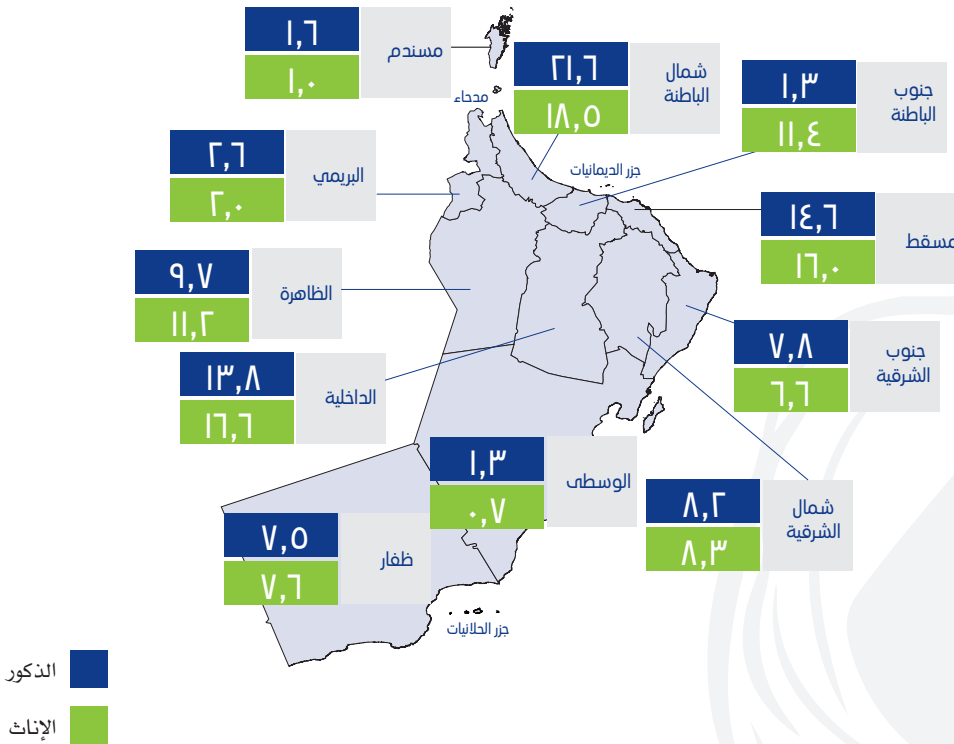 ١,٦
١,٠
مسندم
٢١,٦
١٨,٥
شمال
الباطنة
١,٣
١١,٤
جنوب
الباطنة
مدحاء
٢,٦
٢,٠
البريمي
جزر الديمانيات
١٤,٦
١٦,٠
مسقط
٩,٧
١١,٢
الظاهرة
٧,٨
٦,٦
جنوب
الشرقية
١٣,٨
١٦,٦
الداخلية
١,٣
٠,٧
الوسطى
٨,٢
٨,٣
شمال
الشرقية
٧,٥
٧,٦
ظفار
جزر الحلانيات
الذكور
الإناث